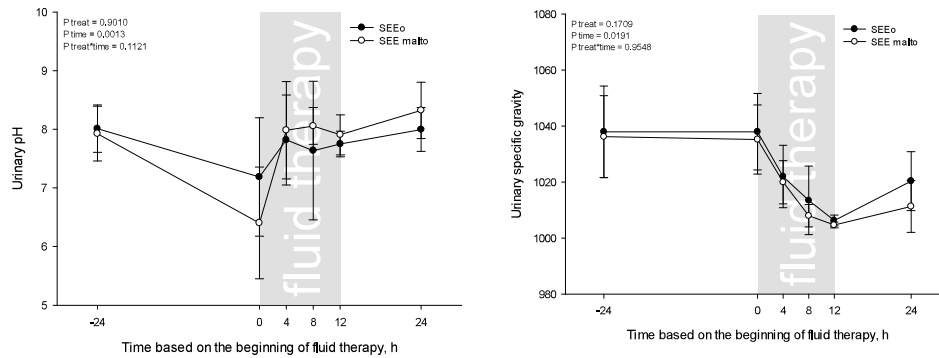 P treat = 0.9010
P time = 0.0013
P treat*time = 0.1121
SEEo
SEE malto
fluid therapy
10
9
8
7
6
5
Urinary pH
-24 0 4 8 12 24
Time based on the beginning of fluid therapy, h
P treat = 0.1709
P time = 0.0191
P treat*time = 0.9548
SEEo
SEE malto
fluid therapy
1080
1060
1040
1020
1000
980
Urinary specific gravity
-24 0 4 8 12 24
Time based on the beginning of fluid therapy, h